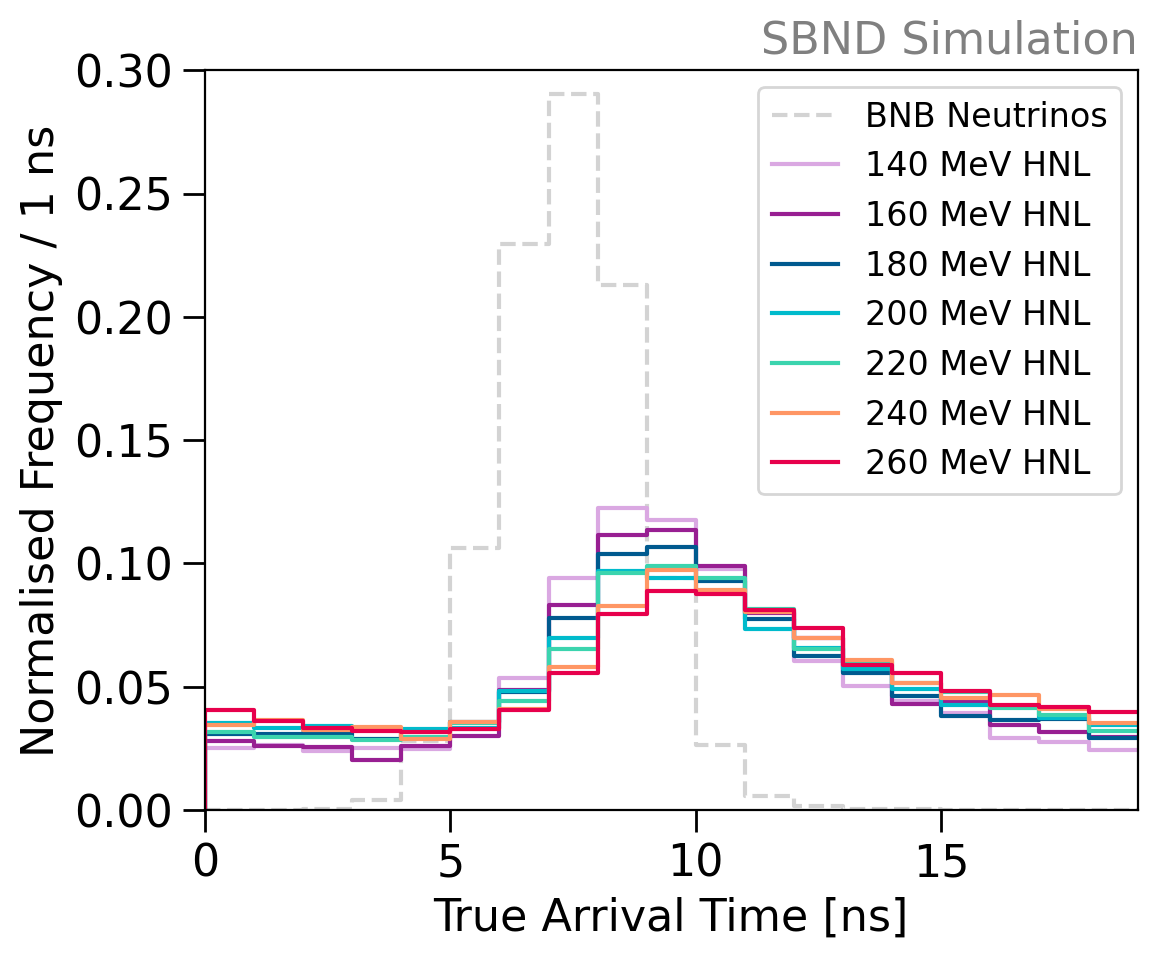 SBND Simulation
Normalised Frequency / 1 ns
0.30
0.25
0.20
0.15
0.10
0.05
0.00
BNB Neutrinos
140 MeV HNL
160 MeV HNL
180 MeV HNL
200 MeV HNL
220 MeV HNL
240 MeV HNL
260 MeV HNL
0 5 10 15
True Arrival Time [ns]